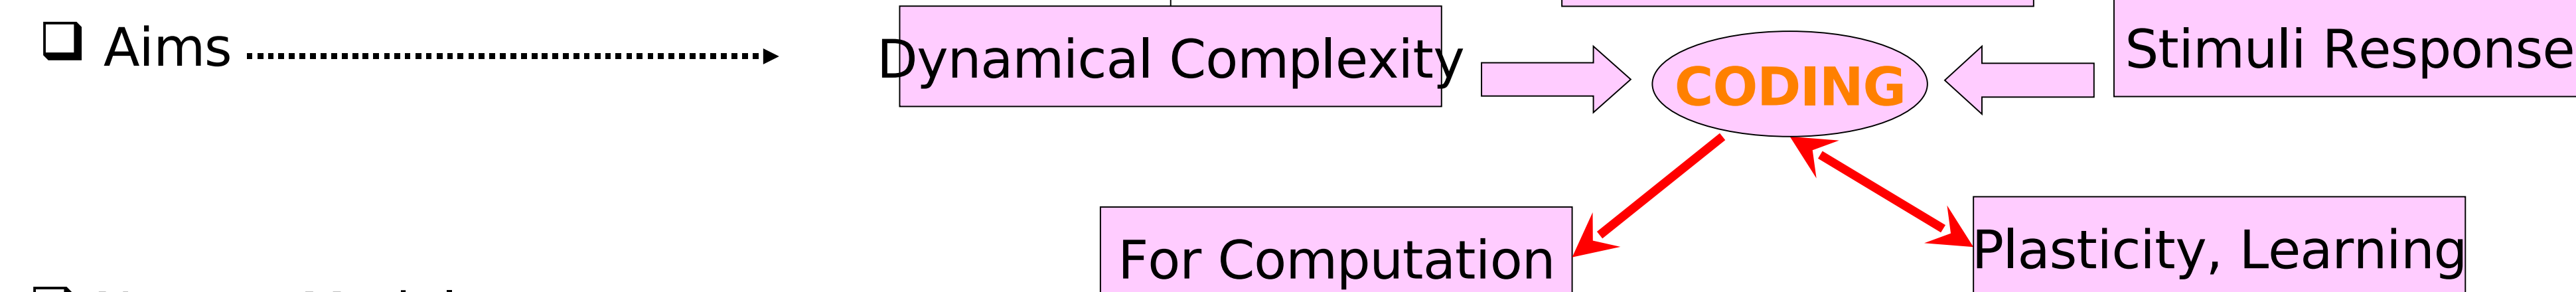 Aims
Dynamical Complexity
CODING
Stimuli Response
For Computation
Plasticity, Learning